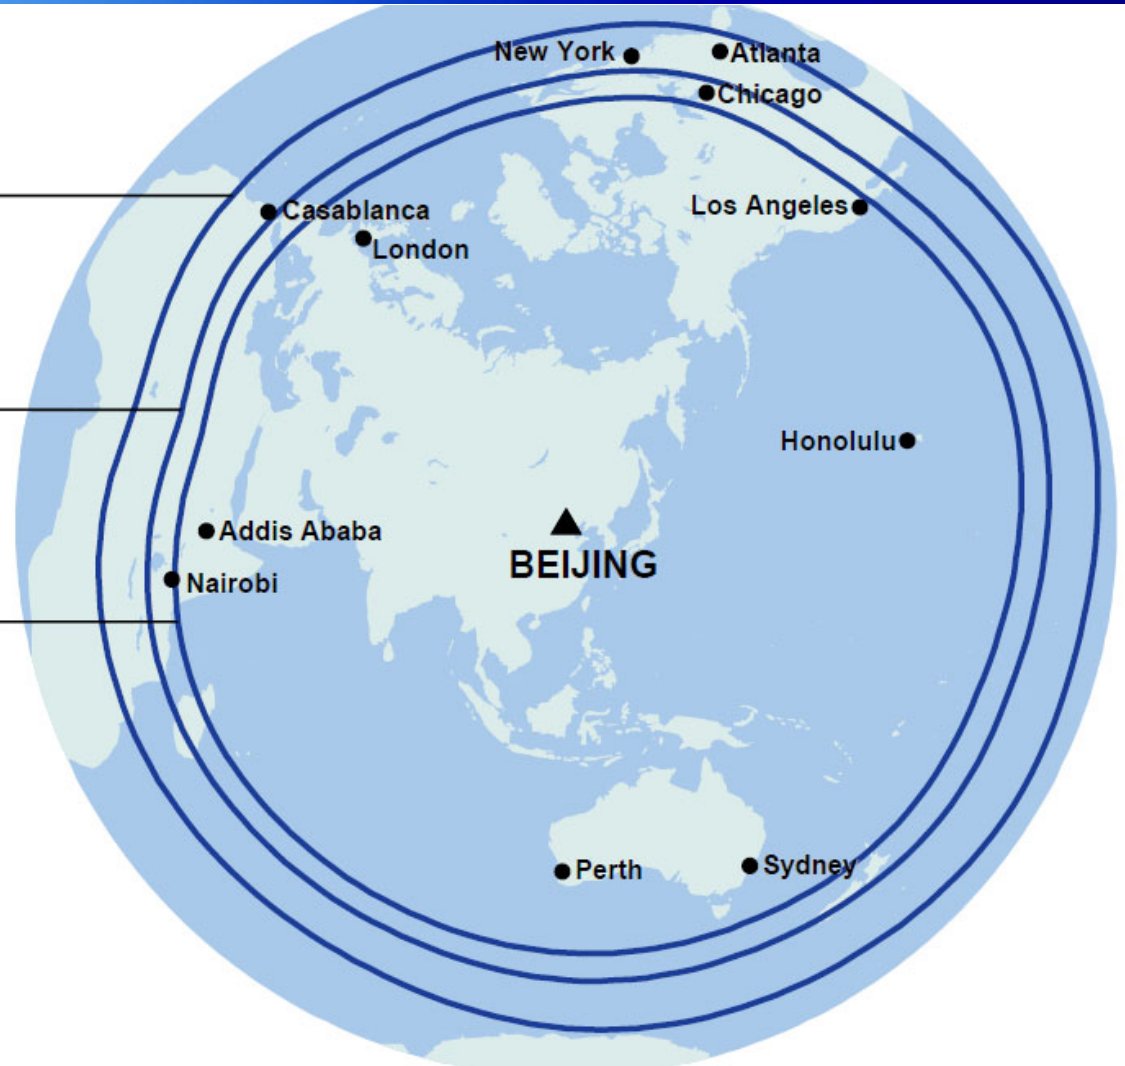 New York
Atlanta
Chicago
Los Angeles
Casablanca
London
Honolulu
Addis Ababa
BEIJING
Nairobi
Perth
Sydney